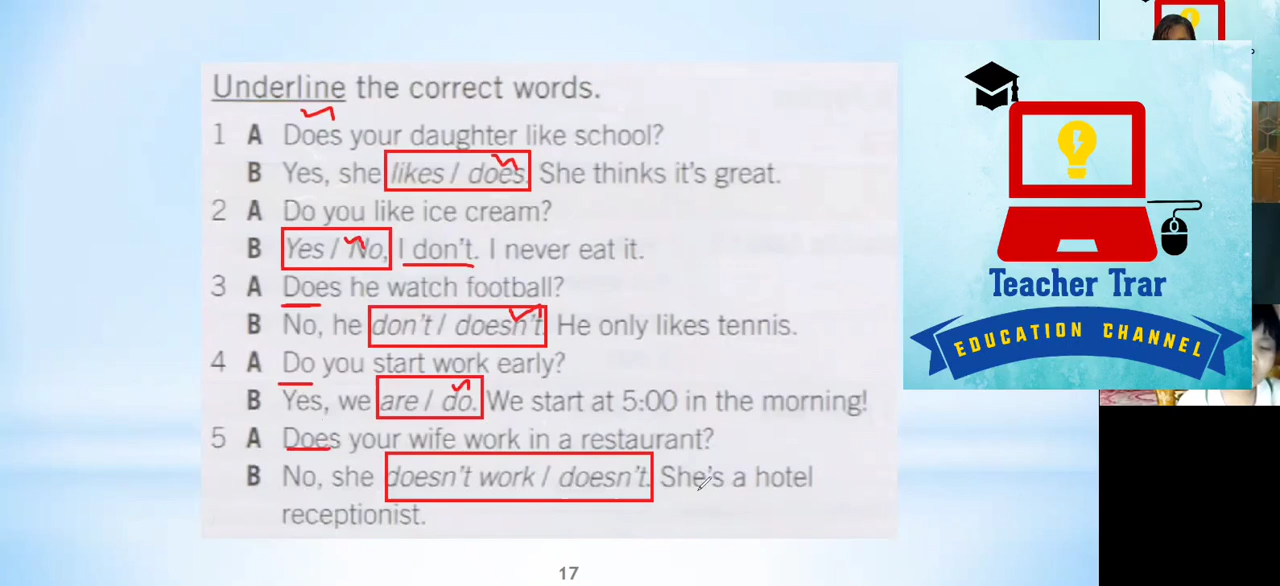 Underline the correct words.
1 A Does your daughter like school?
B Yes, she likes / does. She thinks it's great.
2 A Do you like ice cream?
B Yes / No, I don't. I never eat it.
3 A Does he watch football?
B No, he don't / doesn't. He only likes tennis.
4 A Do you start work early?
B Yes, we are / do. We start at 5:00 in the morning!
5 A Does your wife work in a restaurant?
B No, she doesn't work / doesn't. She's a hotel
receptionist.
17
Teacher Trar
EDUCATION CHANNEL